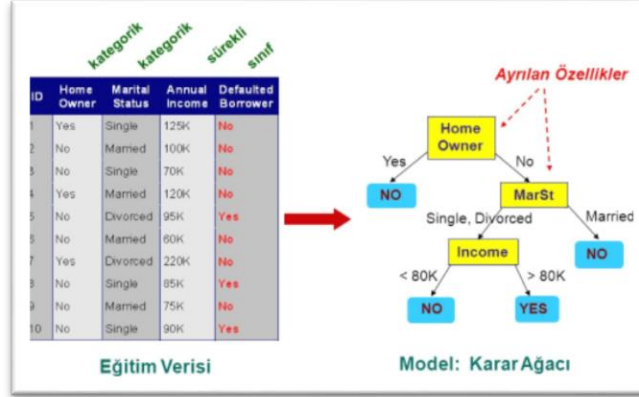 kategorik kategorik sürekli sınıf
ID Home Owner Marital Status Annual Income Defaulted Borrower
1 Yes Single 125K No
2 No Married 100K No
3 No Single 70K No
4 Yes Married 120K No
5 No Divorced 95K Yes
6 No Married 60K No
7 Yes Divorced 220K No
8 No Single 85K Yes
9 No Married 75K No
10 No Single 90K Yes
Eğitim Verisi
Ayrılan Özellikler
Home
Owner
Yes No
NO MarSt
Single, Divorced Married
Income NO
< 80K > 80K
NO YES
Model: Karar Ağacı